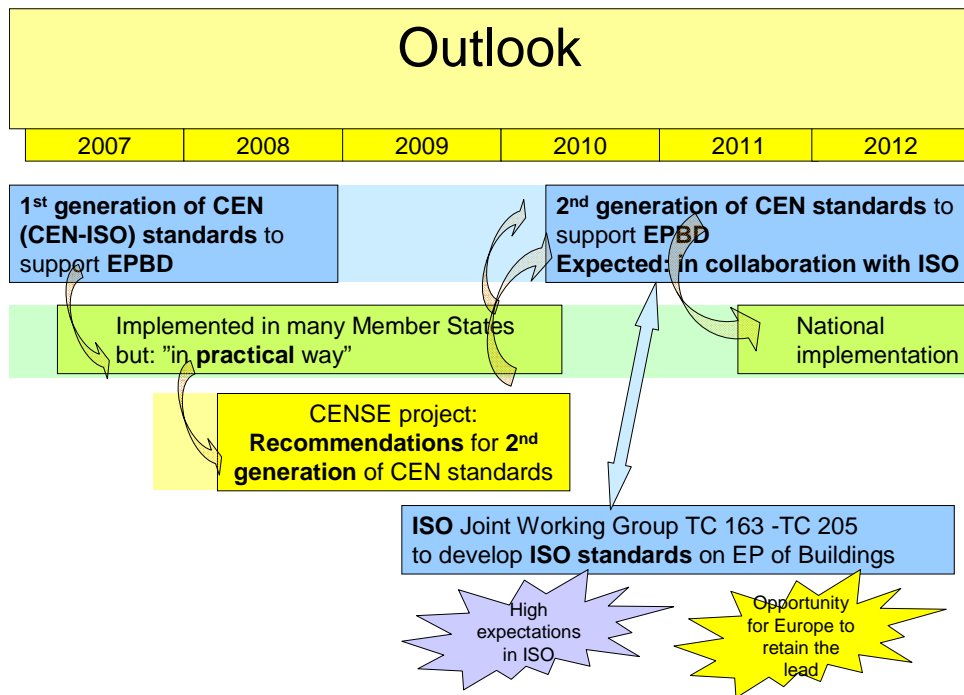 Outlook
2007 2008 2009 2010 2011 2012
1st generation of CEN
(CEN-ISO) standards to
support EPBD
2nd generation of CEN standards to
support EPBD
Expected: in collaboration with ISO
Implemented in many Member States
but: ”in practical way”
National
implementation
CENSE project:
Recommendations for 2nd
generation of CEN standards
ISO Joint Working Group TC 163 -TC 205
to develop ISO standards on EP of Buildings
High
expectations
in ISO
Opportunity
for Europe to
retain the
lead